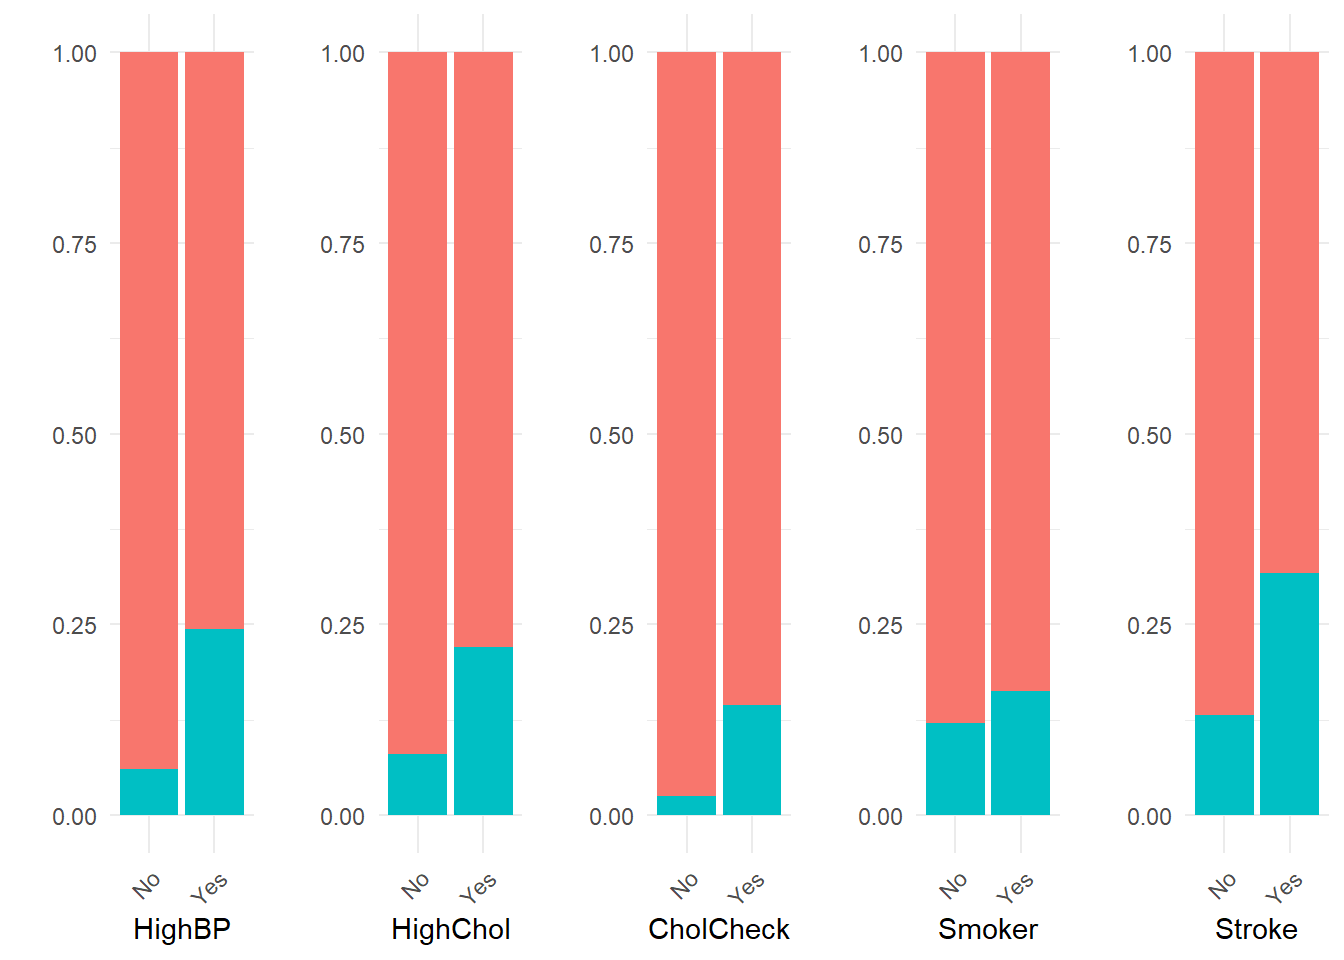 1.00 1.00 1.00 1.00 1.00
0.75 0.75 0.75 0.75 0.75
0.50 0.50 0.50 0.50 0.50
0.25 0.25 0.25 0.25 0.25
0.00 0.00 0.00 0.00 0.00
No Yes No Yes No Yes No Yes No Yes
HighBP HighChol CholCheck Smoker Stroke